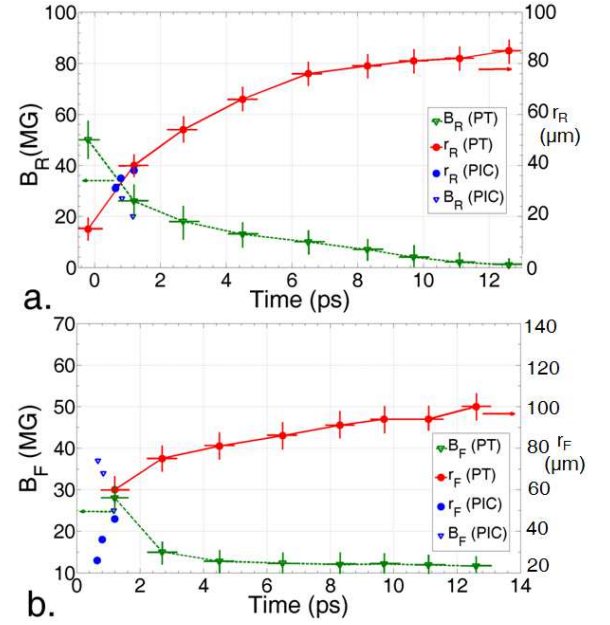 100
100
80
80
60
60
40
40
20
20
0
0
B_R(MG)
r_R
(μm)
B_R (PT)
r_R (PT)
r_R (PIC)
B_R (PIC)
0 2 4 6 8 10 12
a.
Time (ps)
70
140
60
120
50
100
40
80
30
60
20
40
10
20
B_F(MG)
r_F
(μm)
B_F (PT)
r_F (PT)
r_F (PIC)
B_F (PIC)
0 2 4 6 8 10 12 14
b.
Time (ps)